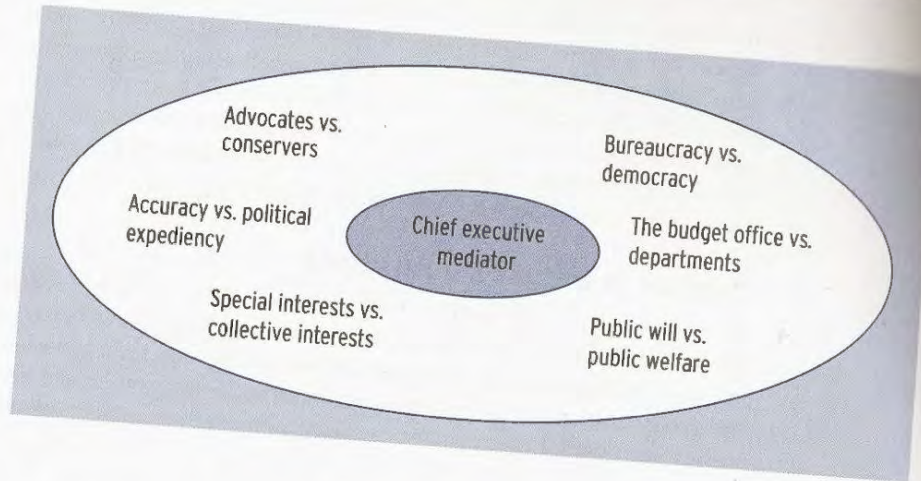 Advocates vs.
conservers
Bureaucracy vs.
democracy
Accuracy vs. political
expediency
Chief executive
mediator
The budget office vs.
departments
Special interests vs.
collective interests
Public will vs.
public welfare